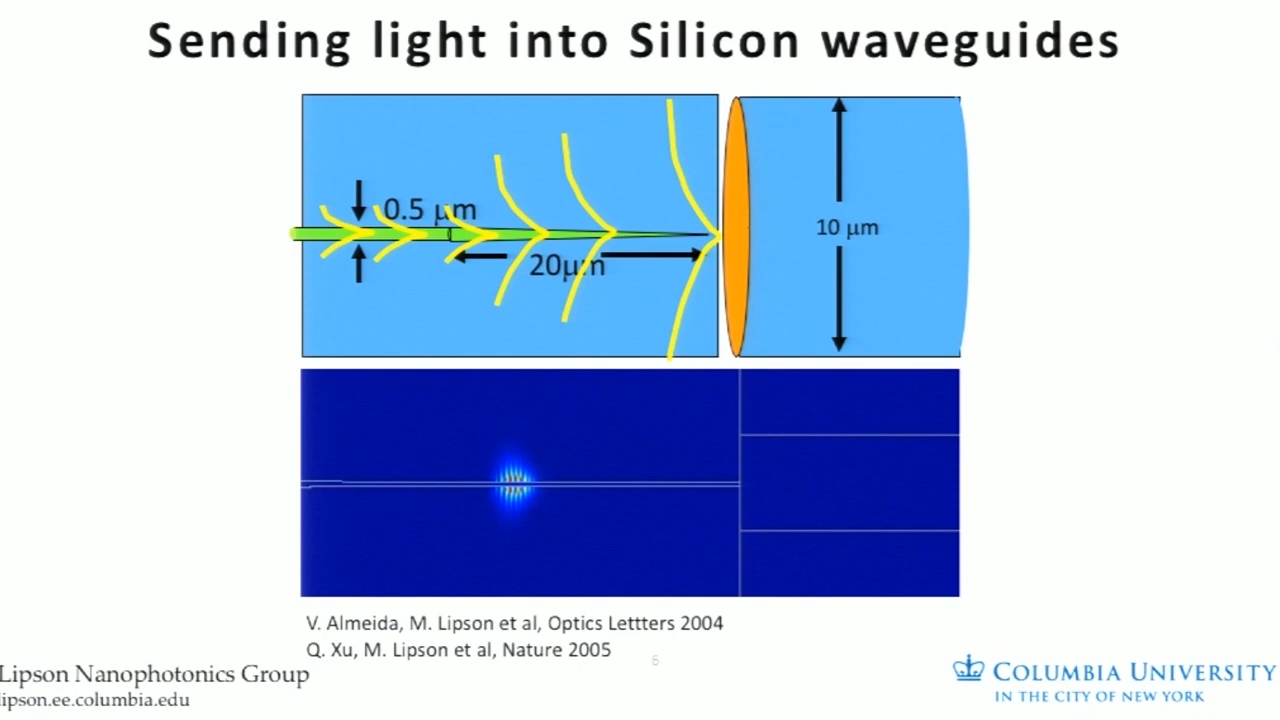 Sending light into Silicon waveguides
0.5 μm
10 μm
20μm
V. Almeida, M. Lipson et al, Optics Lettters 2004
Q. Xu, M. Lipson et al, Nature 2005
6
Lipson Nanophotonics Group
lipson.ee.columbia.edu
COLUMBIA UNIVERSITY
IN THE CITY OF NEW YORK